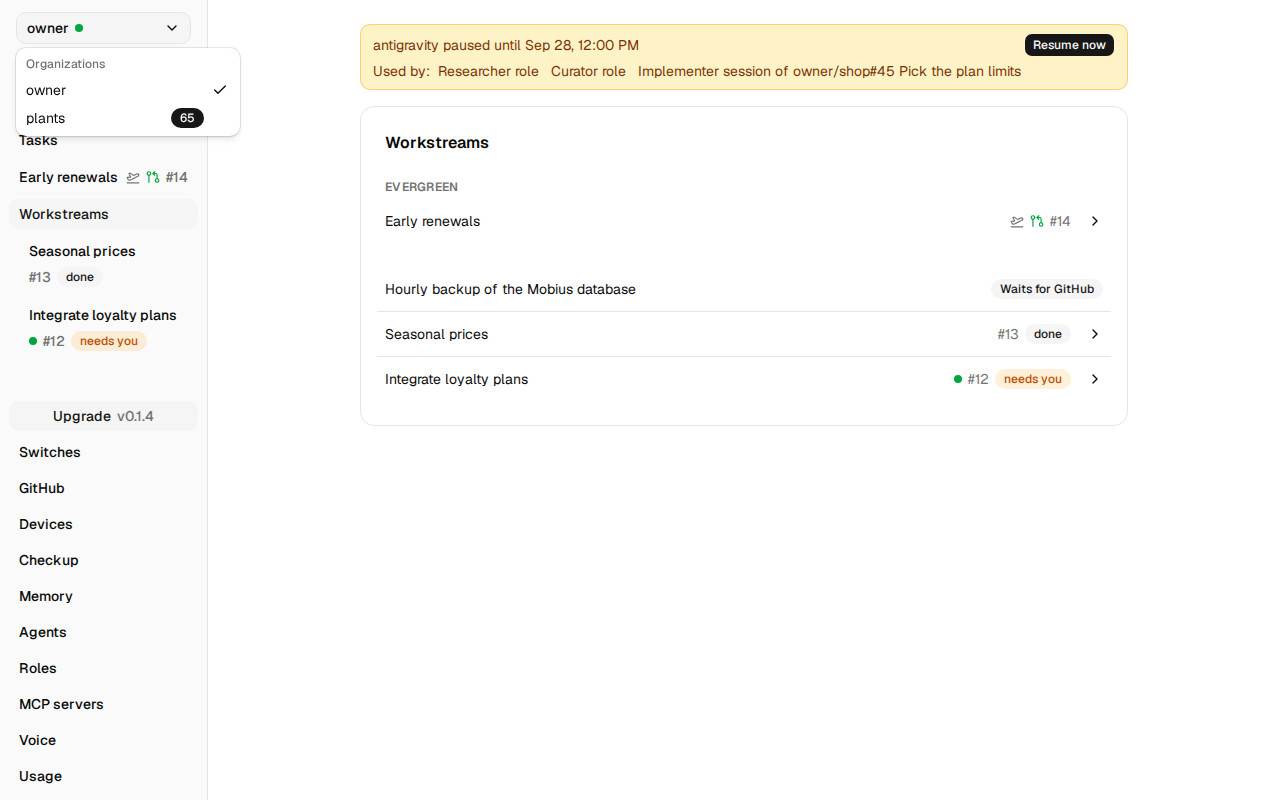 owner
Organizations
owner
plants 65
Tasks
Early renewals #14
Workstreams
Seasonal prices
#13 done
Integrate loyalty plans
#12 needs you
Upgrade v0.1.4
Switches
GitHub
Devices
Checkup
Memory
Agents
Roles
MCP servers
Voice
Usage
antigravity paused until Sep 28, 12:00 PM
Resume now
Used by: Researcher role Curator role Implementer session of owner/shop#45 Pick the plan limits
Workstreams
EVERGREEN
Early renewals #14
Hourly backup of the Mobius database Waits for GitHub
Seasonal prices #13 done
Integrate loyalty plans #12 needs you